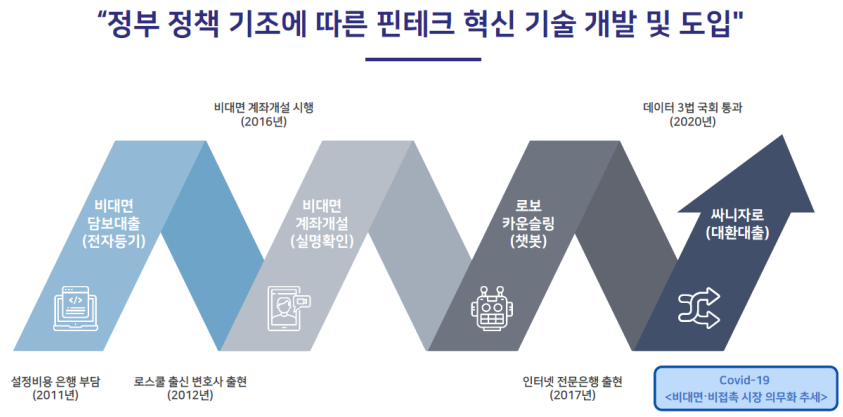 “정부 정책 기조에 따른 핀테크 혁신 기술 개발 및 도입"
비대면 계좌개설 시행
(2016년)
데이터 3법 국회 통과
(2020년)
비대면
담보대출
(전자등기)
비대면
계좌개설
(실명확인)
로보
카운슬링
(챗봇)
싸니자로
(대환대출)
</>
설정비용 은행 부담
(2011년)
로스쿨 출신 변호사 출현
(2012년)
인터넷 전문은행 출현
(2017년)
Covid-19
<비대면·비접촉 시장 의무화 추세>